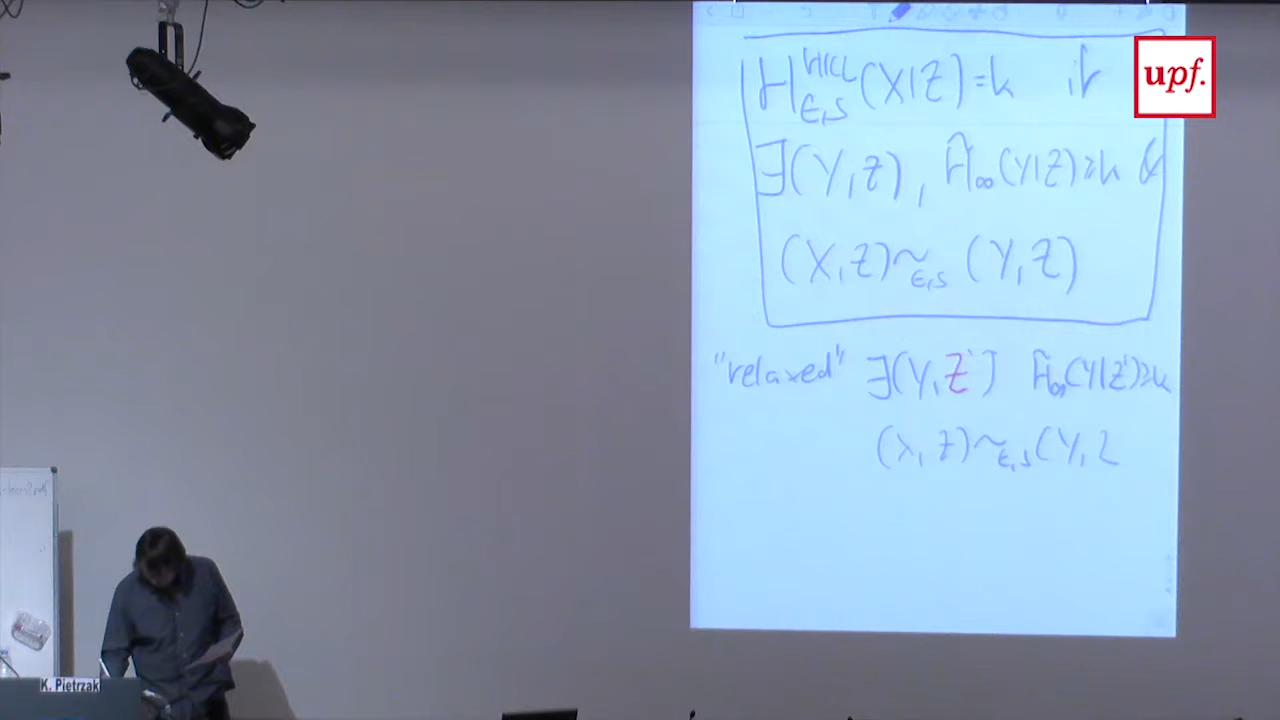 H^{HILL}_{ε,s}(X|Z)=k if
∃(Y,Z), H̃_∞(Y|Z)≥k &
(X,Z)~_{ε,s}(Y,Z)
"relaxed" ∃(Y,Z') H̃_∞(Y|Z')≥k
(X,Z)~_{ε,s}(Y,Z
upf.
K. Pietrzak